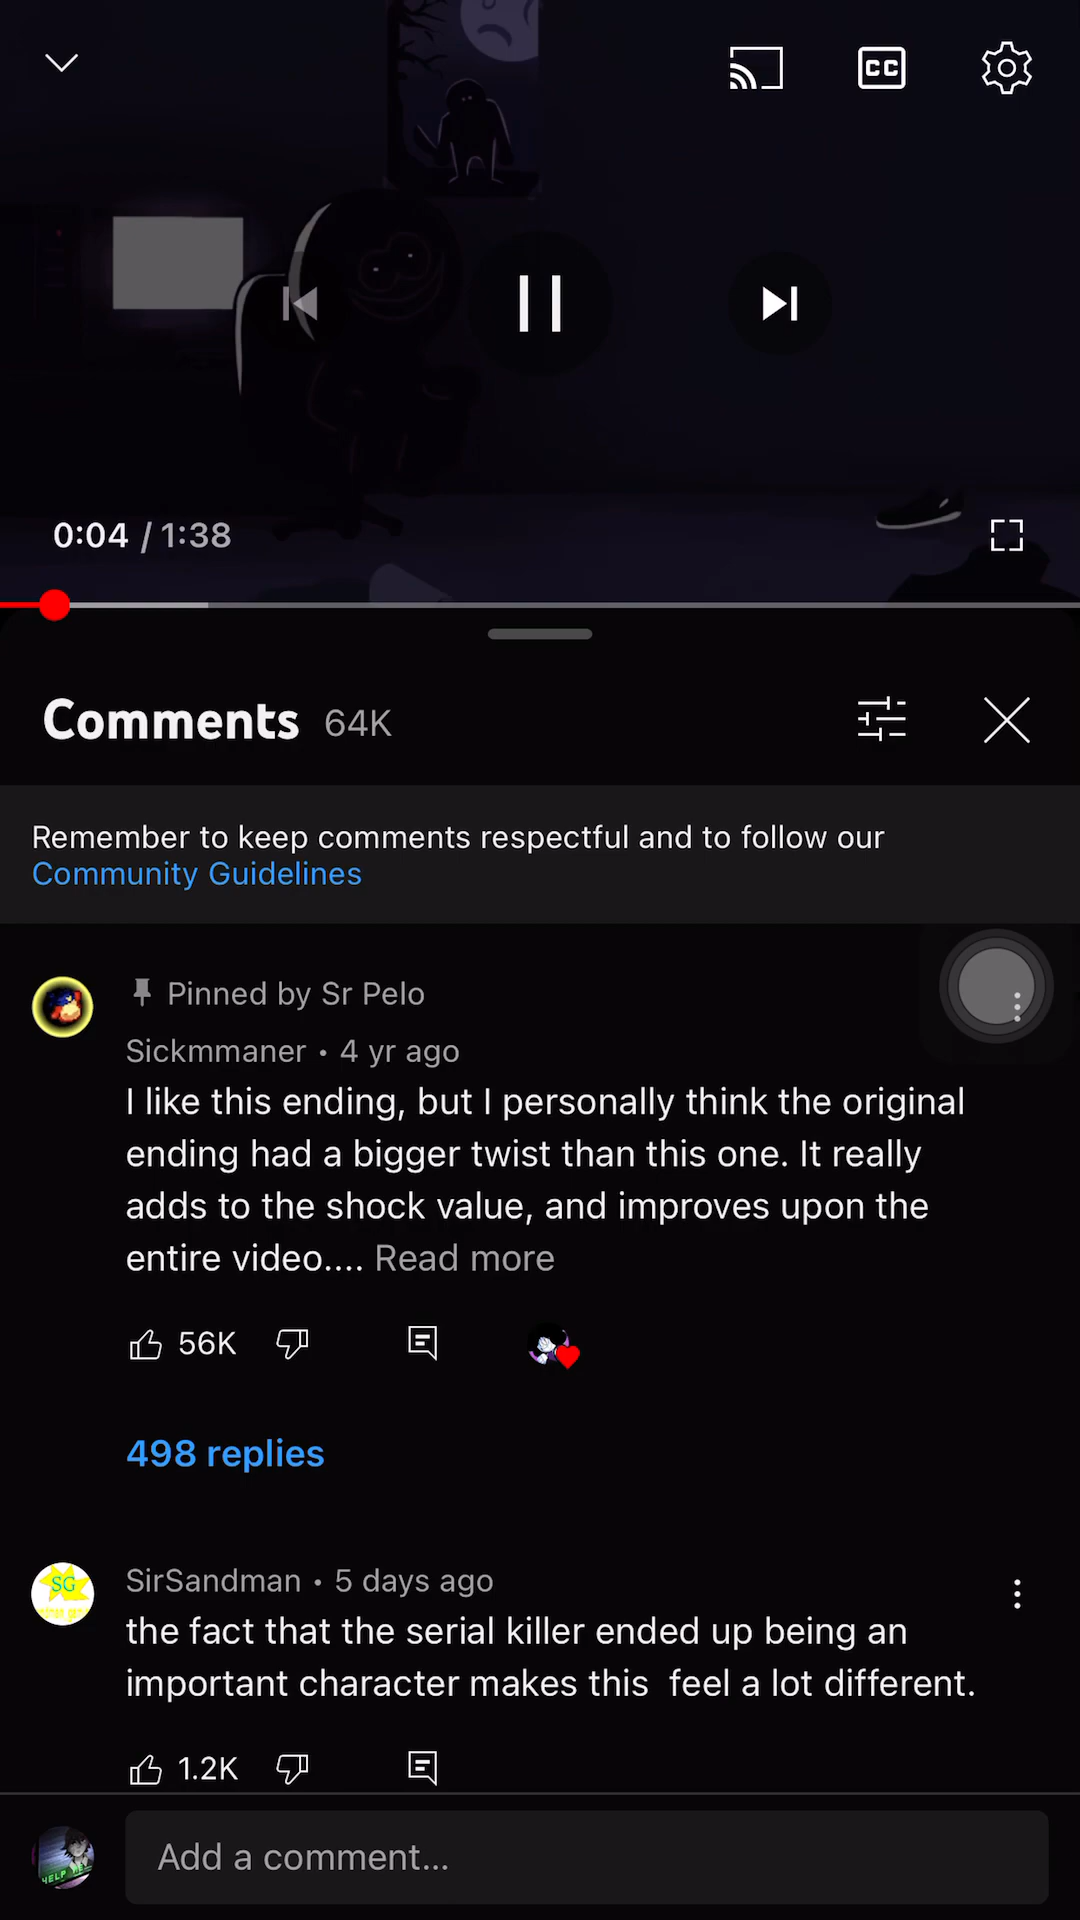 CC
0:04 / 1:38
Comments 64K
Remember to keep comments respectful and to follow our
Community Guidelines
Pinned by Sr Pelo
Sickmmaner • 4 yr ago
I like this ending, but I personally think the original
ending had a bigger twist than this one. It really
adds to the shock value, and improves upon the
entire video.... Read more
56K
498 replies
SG
SirSandman • 5 days ago
the fact that the serial killer ended up being an
important character makes this  feel a lot different.
1.2K
HELP ME
Add a comment...